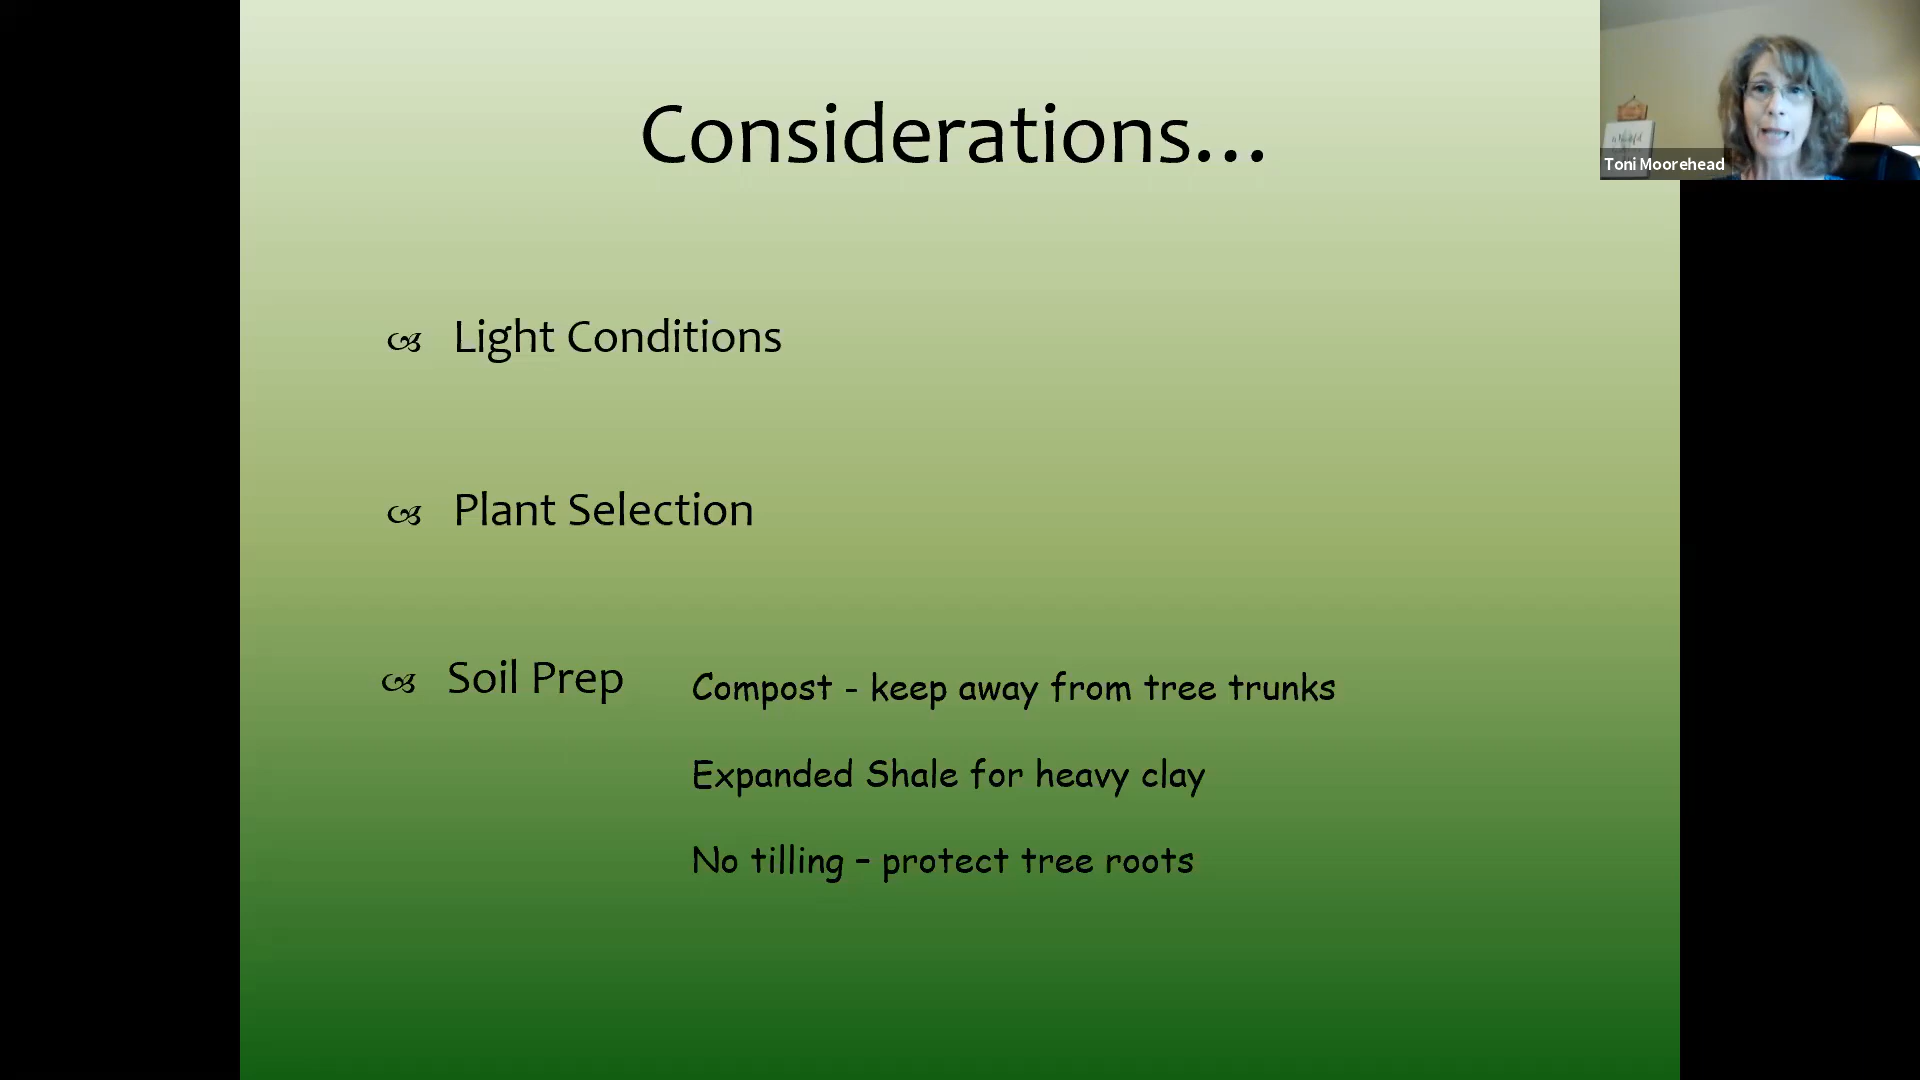 Considerations...
Toni Moorehead
Light Conditions
Plant Selection
Soil Prep
Compost - keep away from tree trunks
Expanded Shale for heavy clay
No tilling – protect tree roots